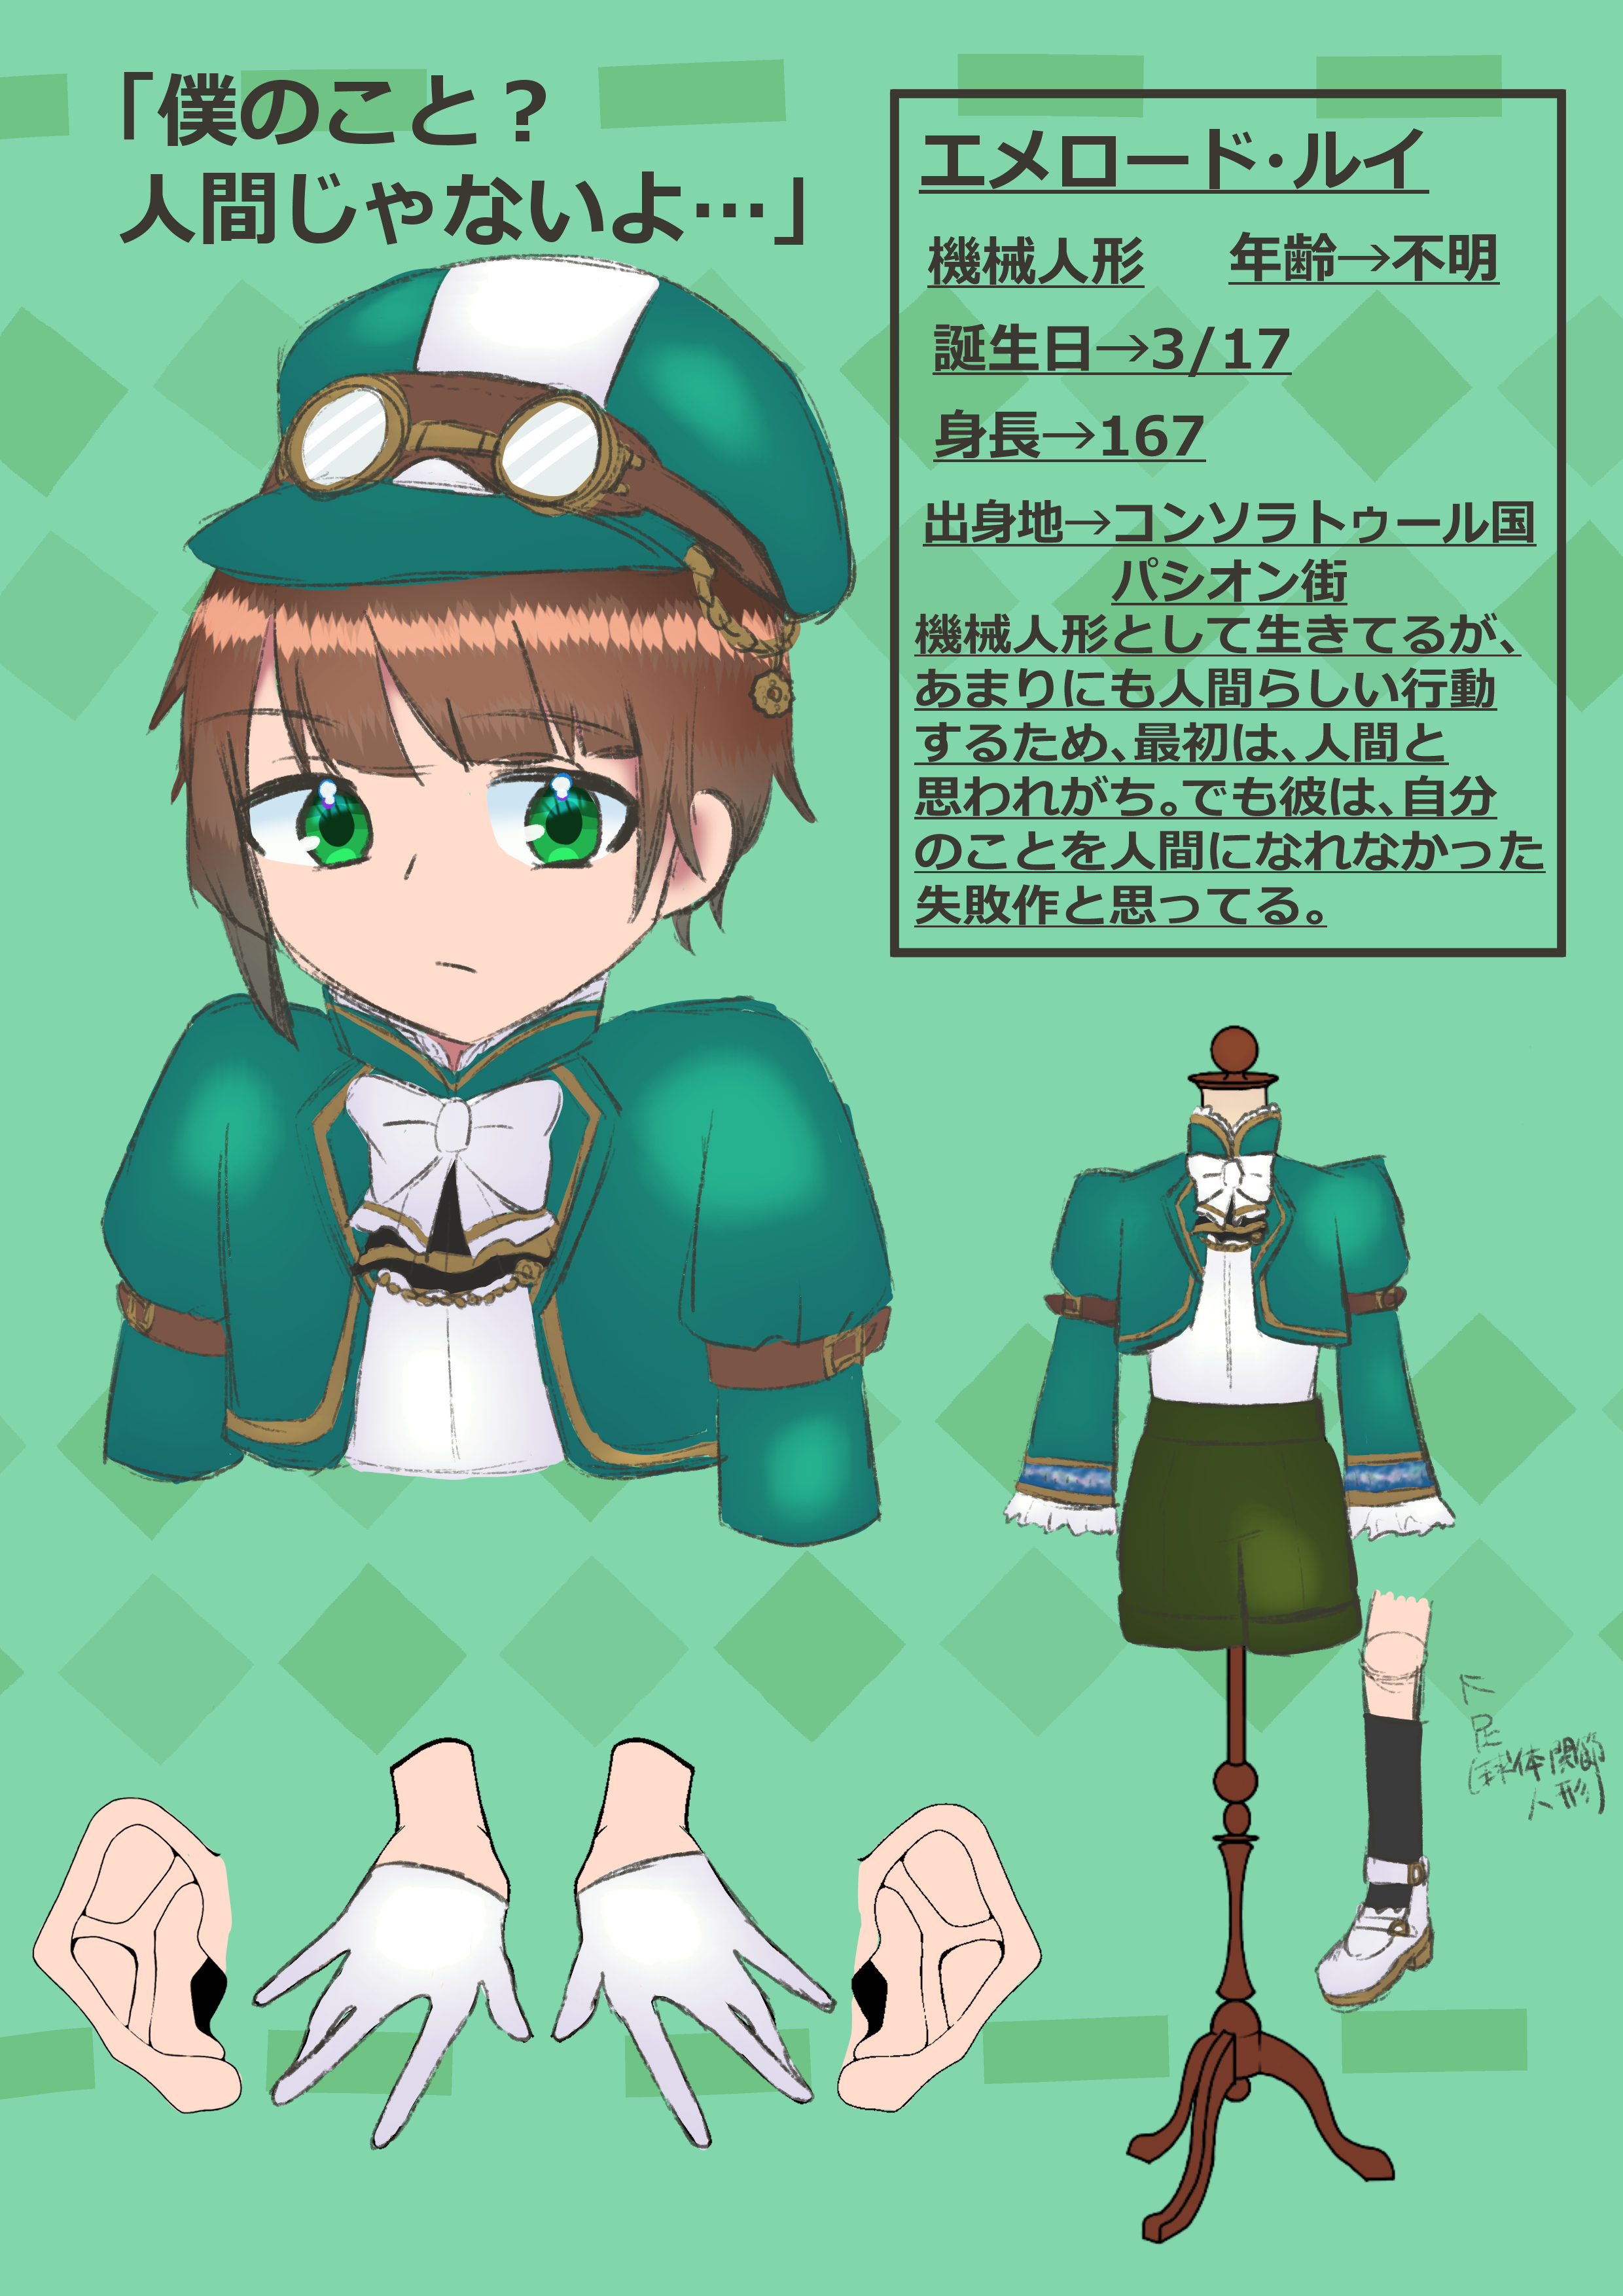 「僕のこと？
人間じゃないよ…」
エメロード・ルイ
機械人形　年齢→不明
誕生日→3/17
身長→167
出身地→コンソラトゥール国
パシオン街
機械人形として生きてるが、
あまりにも人間らしい行動
するため、最初は、人間と
思われがち。でも彼は、自分
のことを人間になれなかった
失敗作と思ってる。
足
(球体関節
人形)